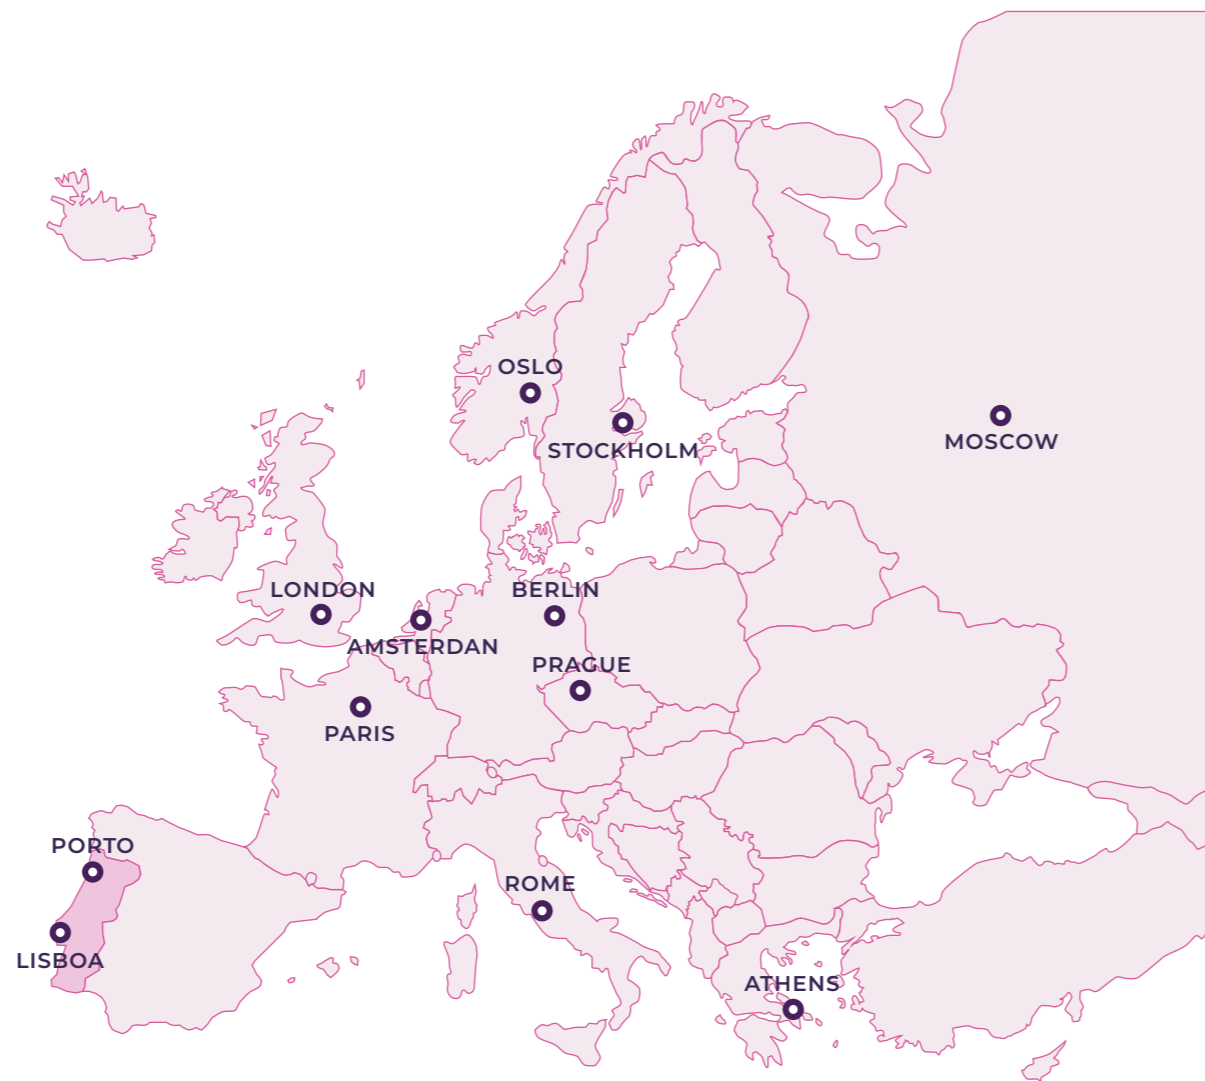 OSLO
STOCKHOLM
MOSCOW
LONDON
BERLIN
AMSTERDAN
PRAGUE
PARIS
PORTO
ROME
LISBOA
ATHENS